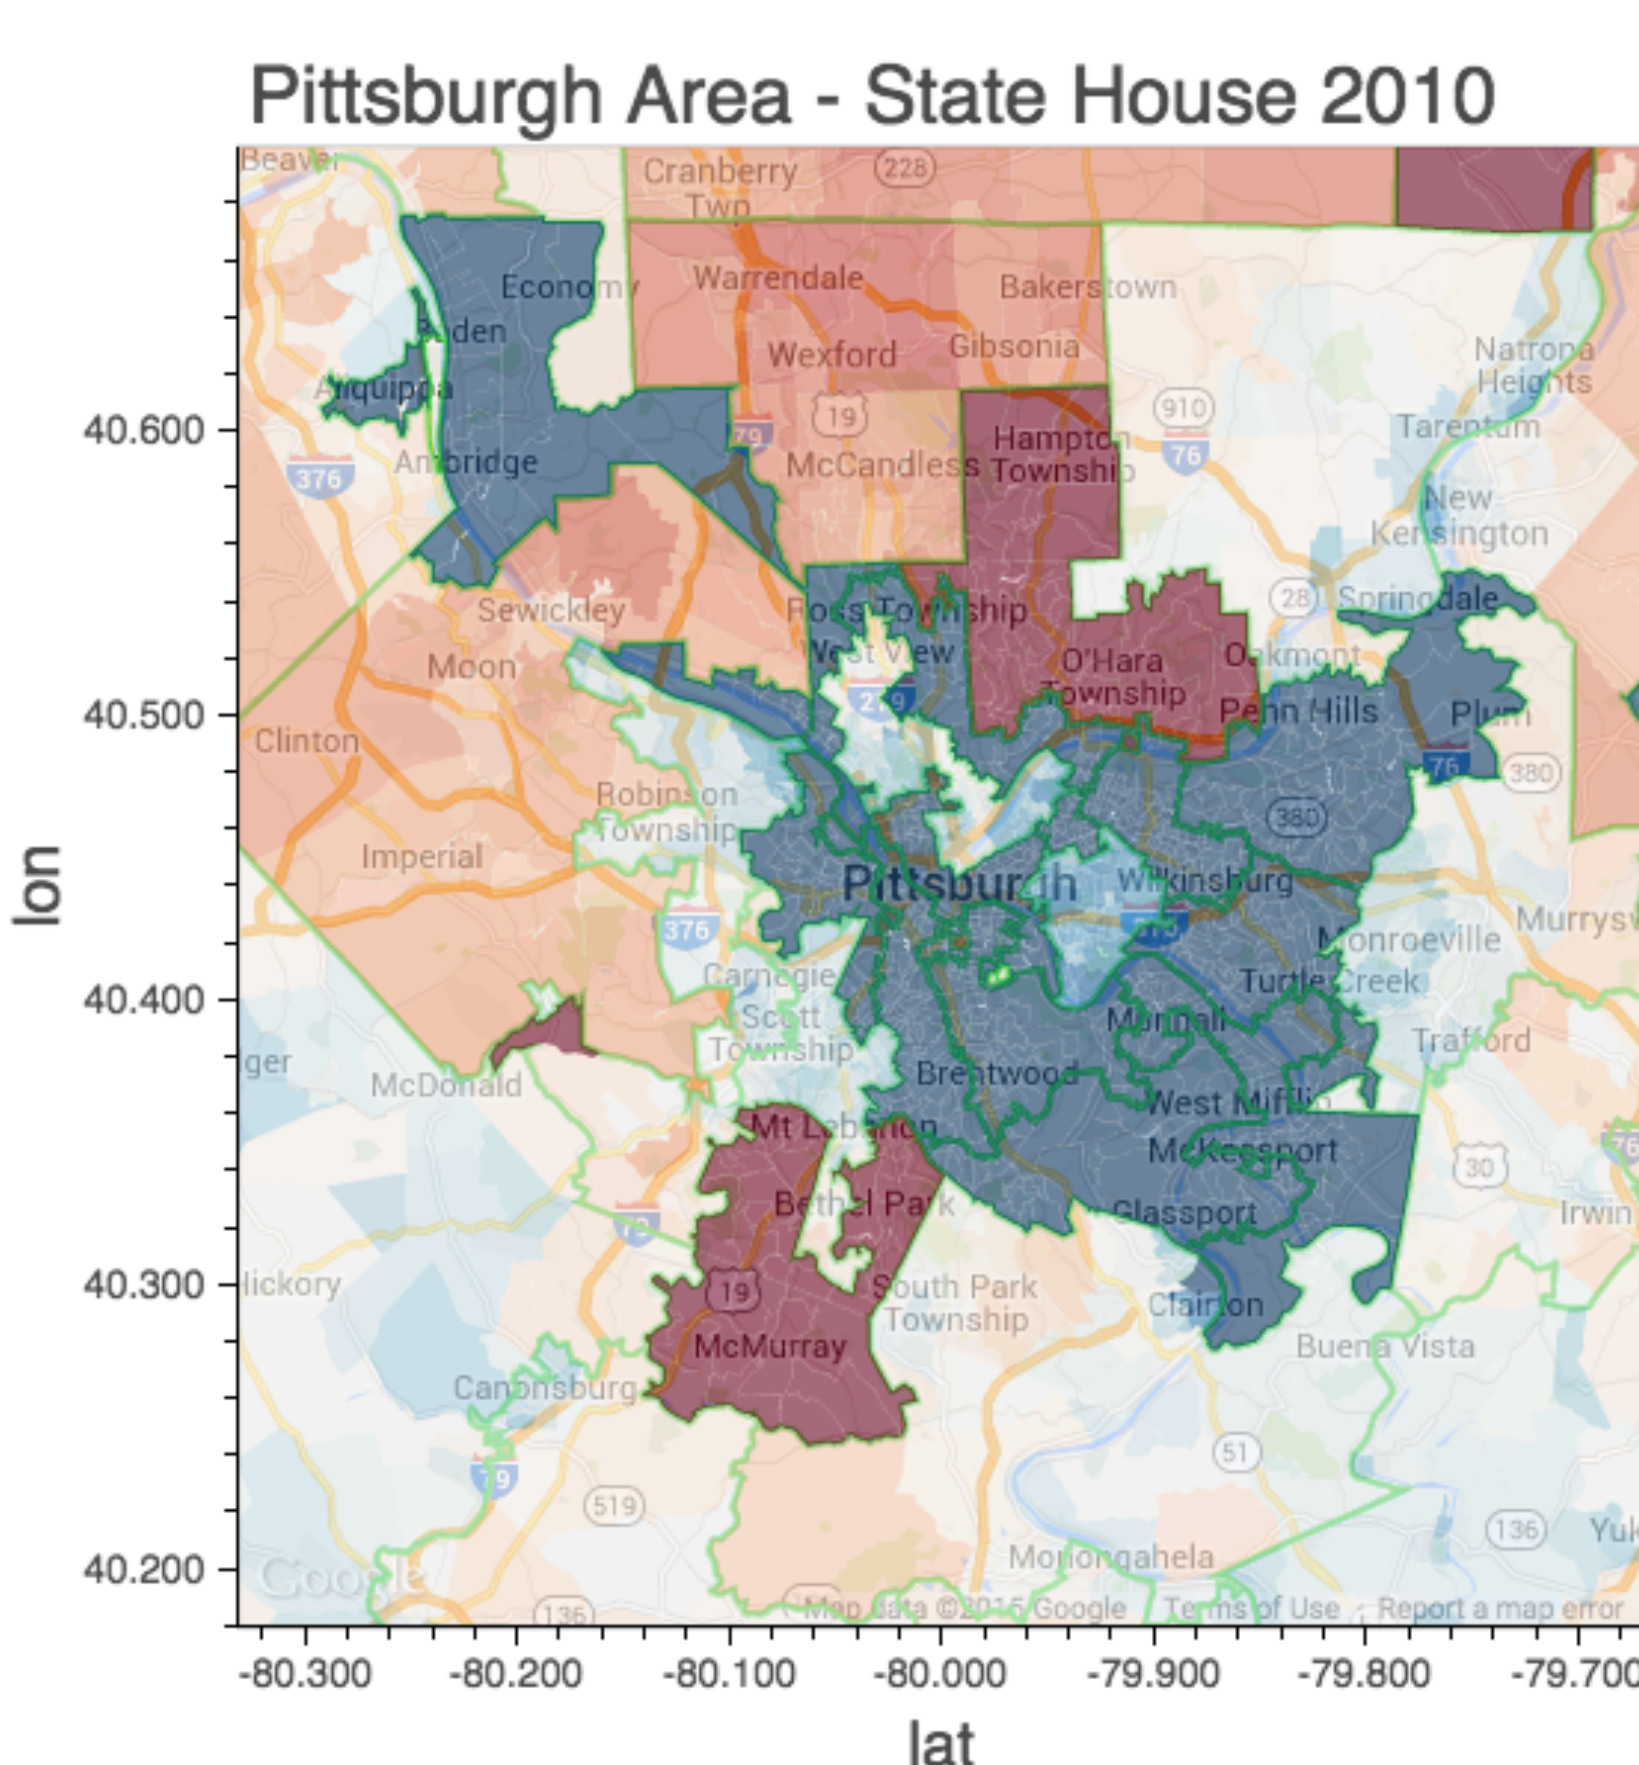 Pittsburgh Area - State House 2010
Beaver
Cranberry
Twp
228
Economy
Warrendale
Bakerstown
Baden
Wexford
Gibsonia
Natrona
Heights
Aliquippa
19
910
Tarentum
40.600
79
Hampton
Township
76
376
Ambridge
McCandless
New
Kensington
Sewickley
Ross Township
28
Springdale
Moon
West View
O'Hara
Township
Oakmont
279
40.500
Clinton
Penn Hills
Plum
76
380
Robinson
Township
380
Imperial
lon
Pittsburgh
Wilkinsburg
376
376
Murrysv
Monroeville
Carnegie
Turtle Creek
40.400
Scott
Township
Munhall
Trafford
ger
McDonald
Brentwood
West Mifflin
Mt Lebanon
McKeesport
76
30
Bethel Park
Glassport
Irwin
79
40.300
Hickory
19
South Park
Township
Clairton
McMurray
Buena Vista
Canonsburg
79
51
519
136
Yuk
40.200
Google
Monongahela
136
Map data ©2015 Google
Terms of Use
Report a map error
-80.300 -80.200 -80.100 -80.000 -79.900 -79.800 -79.700
lat